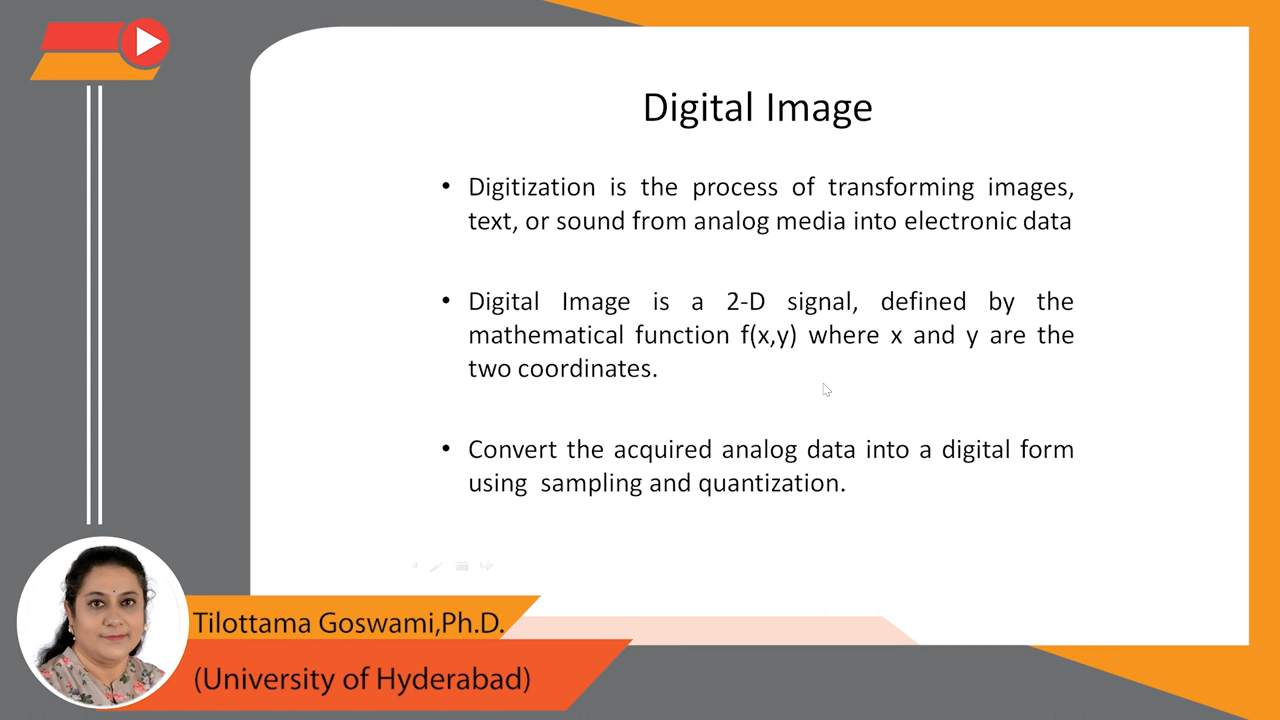 Digital Image
• Digitization is the process of transforming images,
text, or sound from analog media into electronic data
• Digital Image is a 2-D signal, defined by the
mathematical function f(x,y) where x and y are the
two coordinates.
• Convert the acquired analog data into a digital form
using  sampling and quantization.
Tilottama Goswami,Ph.D.
(University of Hyderabad)